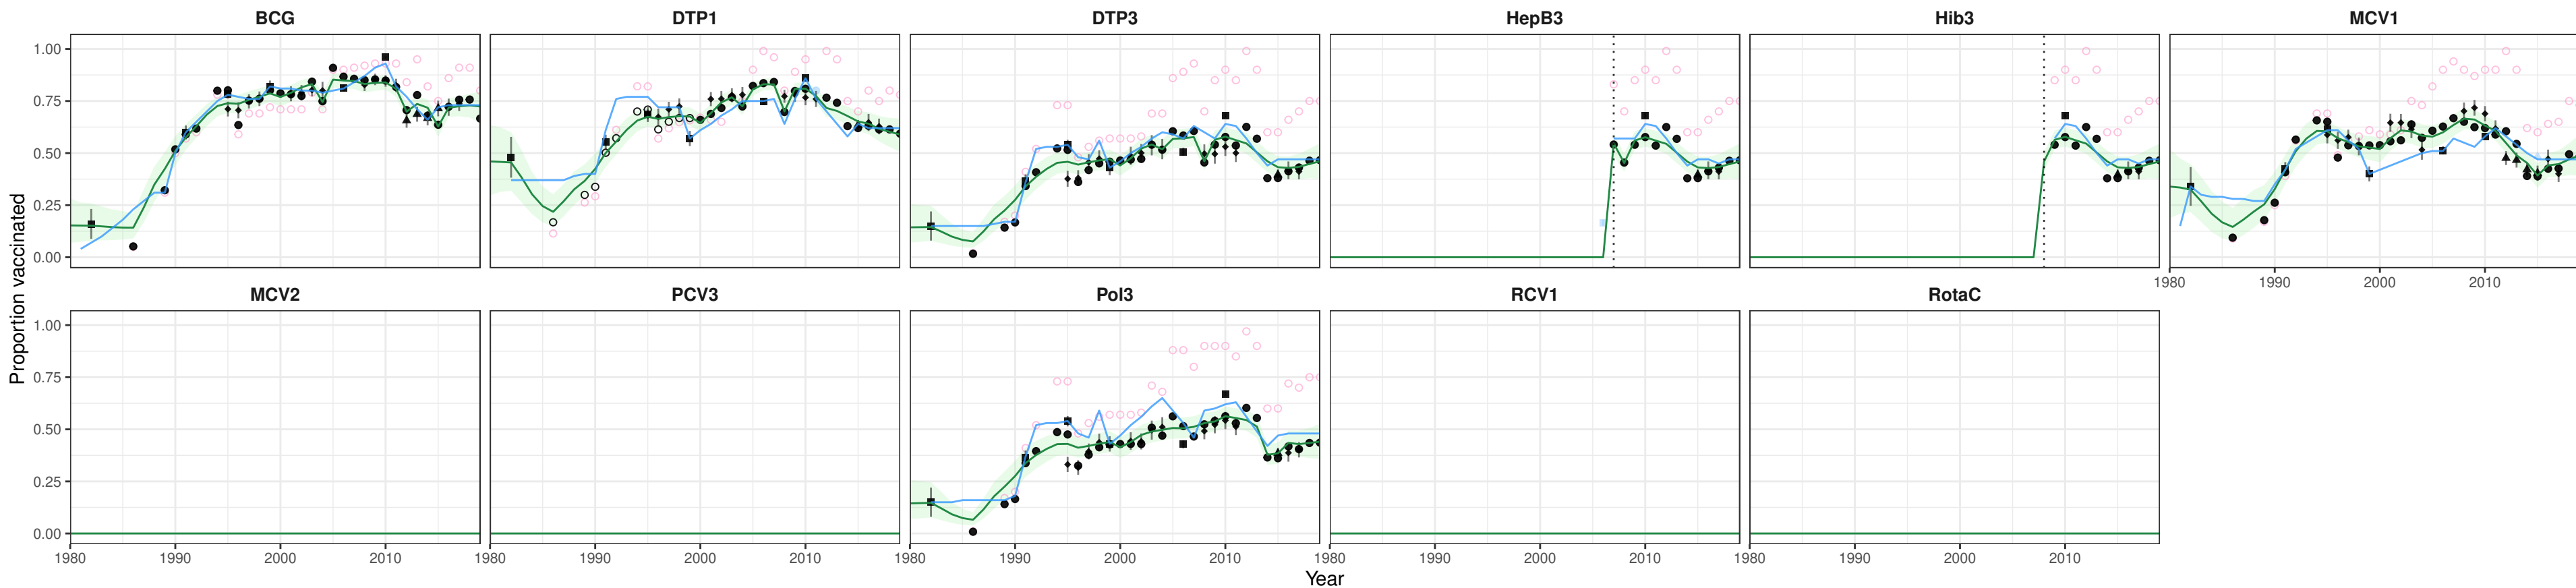 BCG DTP1 DTP3 HepB3 Hib3 MCV1
1.00
0.75
0.50
0.25
0.00
1980 1990 2000 2010
MCV2 PCV3 Pol3 RCV1 RotaC
1.00
0.75
0.50
0.25
0.00
1980 1990 2000 2010 1980 1990 2000 2010 1980 1990 2000 2010 1980 1990 2000 2010 1980 1990 2000 2010
Proportion vaccinated
Year